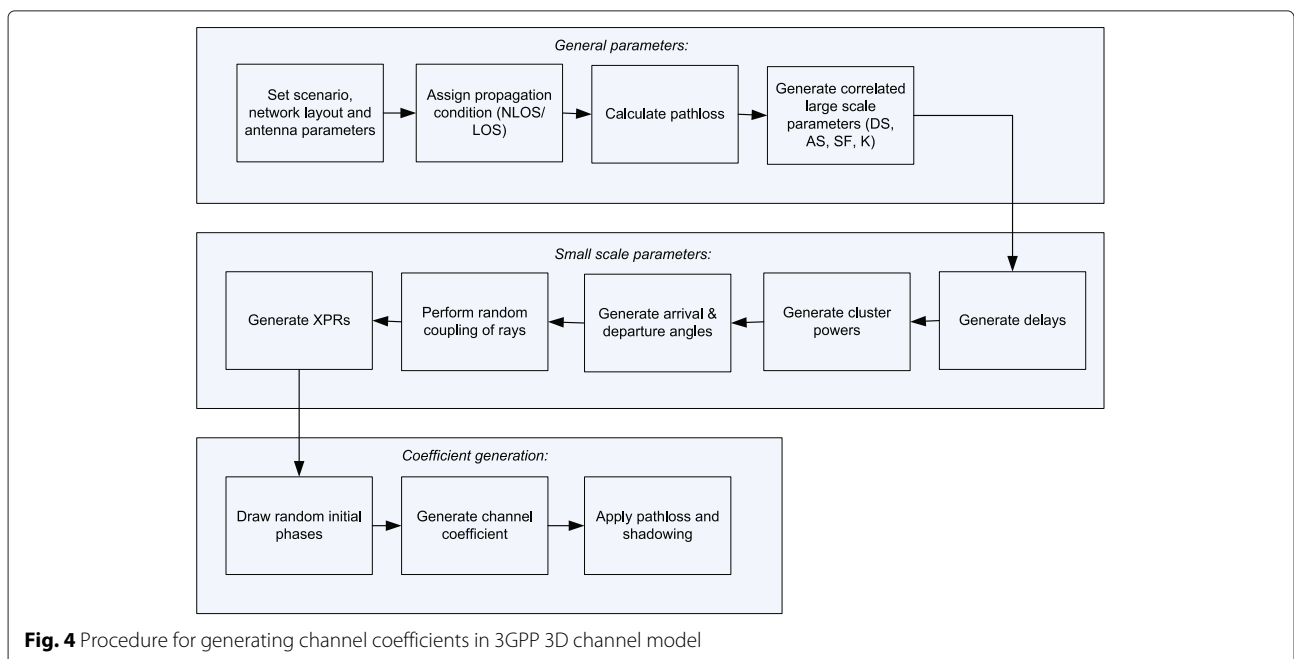 General parameters:
Set scenario,
network layout and
antenna parameters
Assign propagation
condition (NLOS/
LOS)
Calculate pathloss
Generate correlated
large scale
parameters (DS,
AS, SF, K)
Small scale parameters:
Generate XPRs
Perform random
coupling of rays
Generate arrival &
departure angles
Generate cluster
powers
Generate delays
Coefficient generation:
Draw random initial
phases
Generate channel
coefficient
Apply pathloss and
shadowing
Fig. 4 Procedure for generating channel coefficients in 3GPP 3D channel model